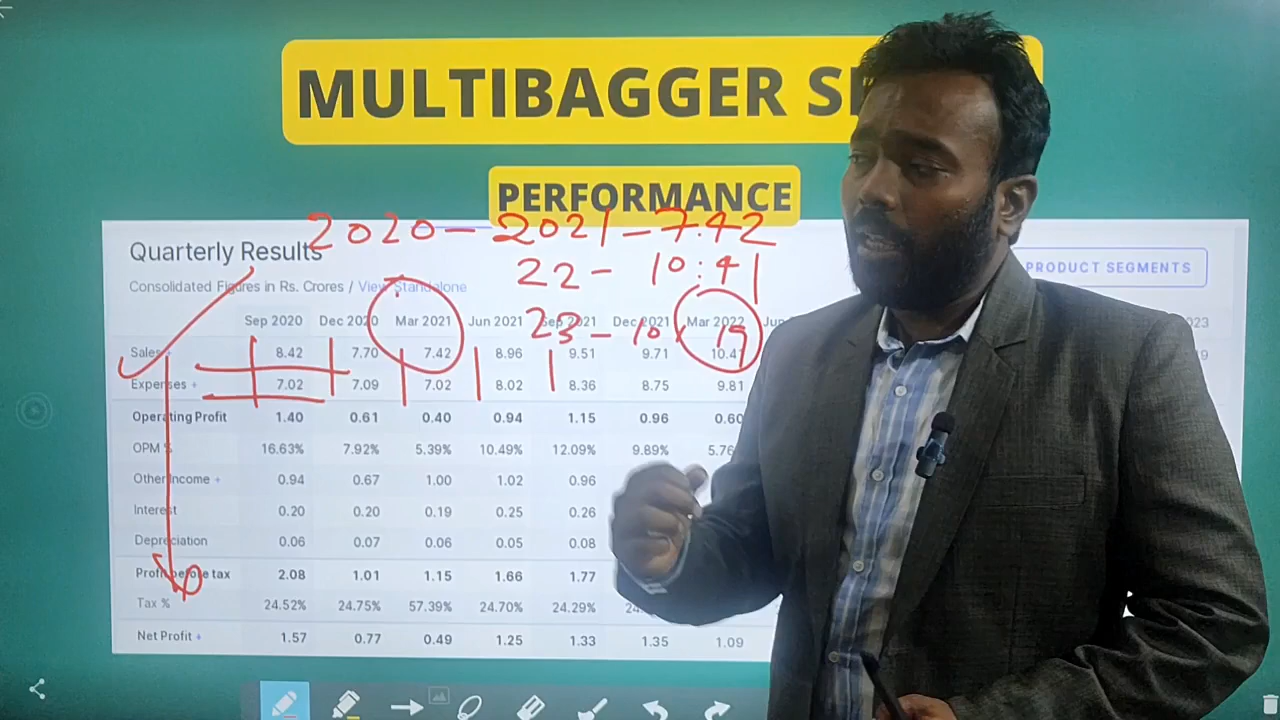 MULTIBAGGER
PERFORMANCE
2020 - 2021 - 7.42
Quarterly Results
22 - 10:41
PRODUCT SEGMENTS
Consolidated Figures in Rs. Crores / View Standalone
23 - 10 19
Sep 2020 Dec 2020 Mar 2021 Jun 2021 Sep 2021 Dec 2021 Mar 2022
Sales + 8.42 7.70 7.42 8.96 9.51 9.71 10.41
Expenses + 7.02 7.09 7.02 8.02 8.36 8.75 9.81
Operating Profit 1.40 0.61 0.40 0.94 1.15 0.96 0.60
OPM % 16.63% 7.92% 5.39% 10.49% 12.09% 9.89%
Other Income + 0.94 0.67 1.00 1.02 0.96
Interest 0.20 0.20 0.19 0.25 0.26
Depreciation 0.06 0.07 0.06 0.05 0.08
Profit before tax 2.08 1.01 1.15 1.66 1.77
Tax % 24.52% 24.75% 57.39% 24.70% 24.29%
Net Profit + 1.57 0.77 0.49 1.25 1.33 1.35 1.09